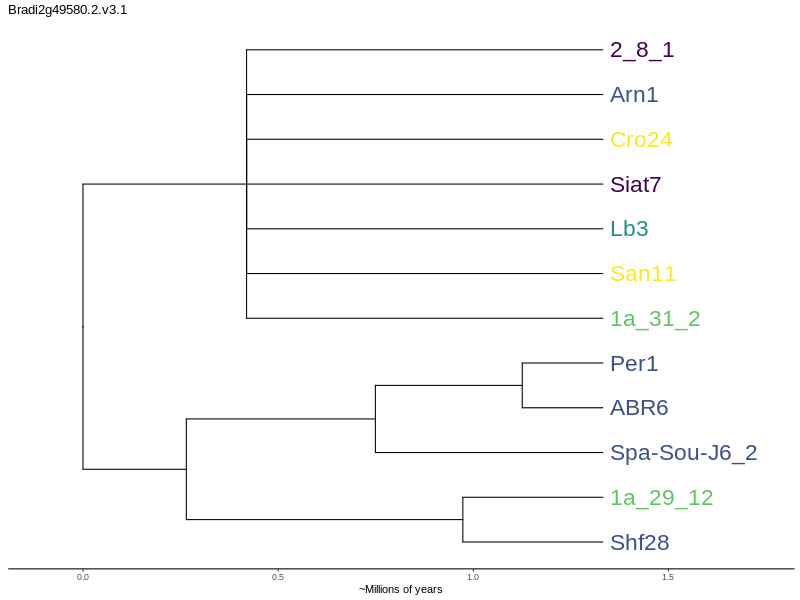 Bradi2g49580.2.v3.1
2_8_1
Arn1
Cro24
Siat7
Lb3
San11
1a_31_2
Per1
ABR6
Spa-Sou-J6_2
1a_29_12
Shf28
0.0 0.5 1.0 1.5
~Millions of years